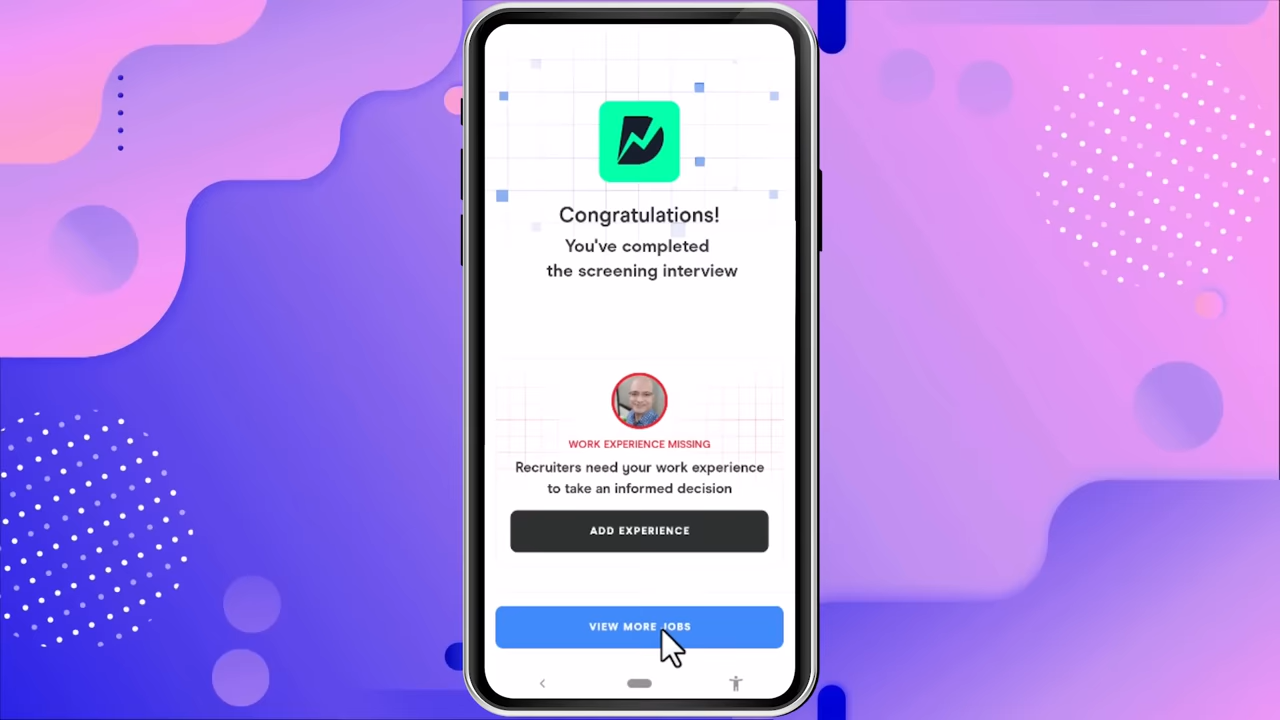 Congratulations!
You've completed
the screening interview
WORK EXPERIENCE MISSING
Recruiters need your work experience
to take an informed decision
ADD EXPERIENCE
VIEW MORE JOBS